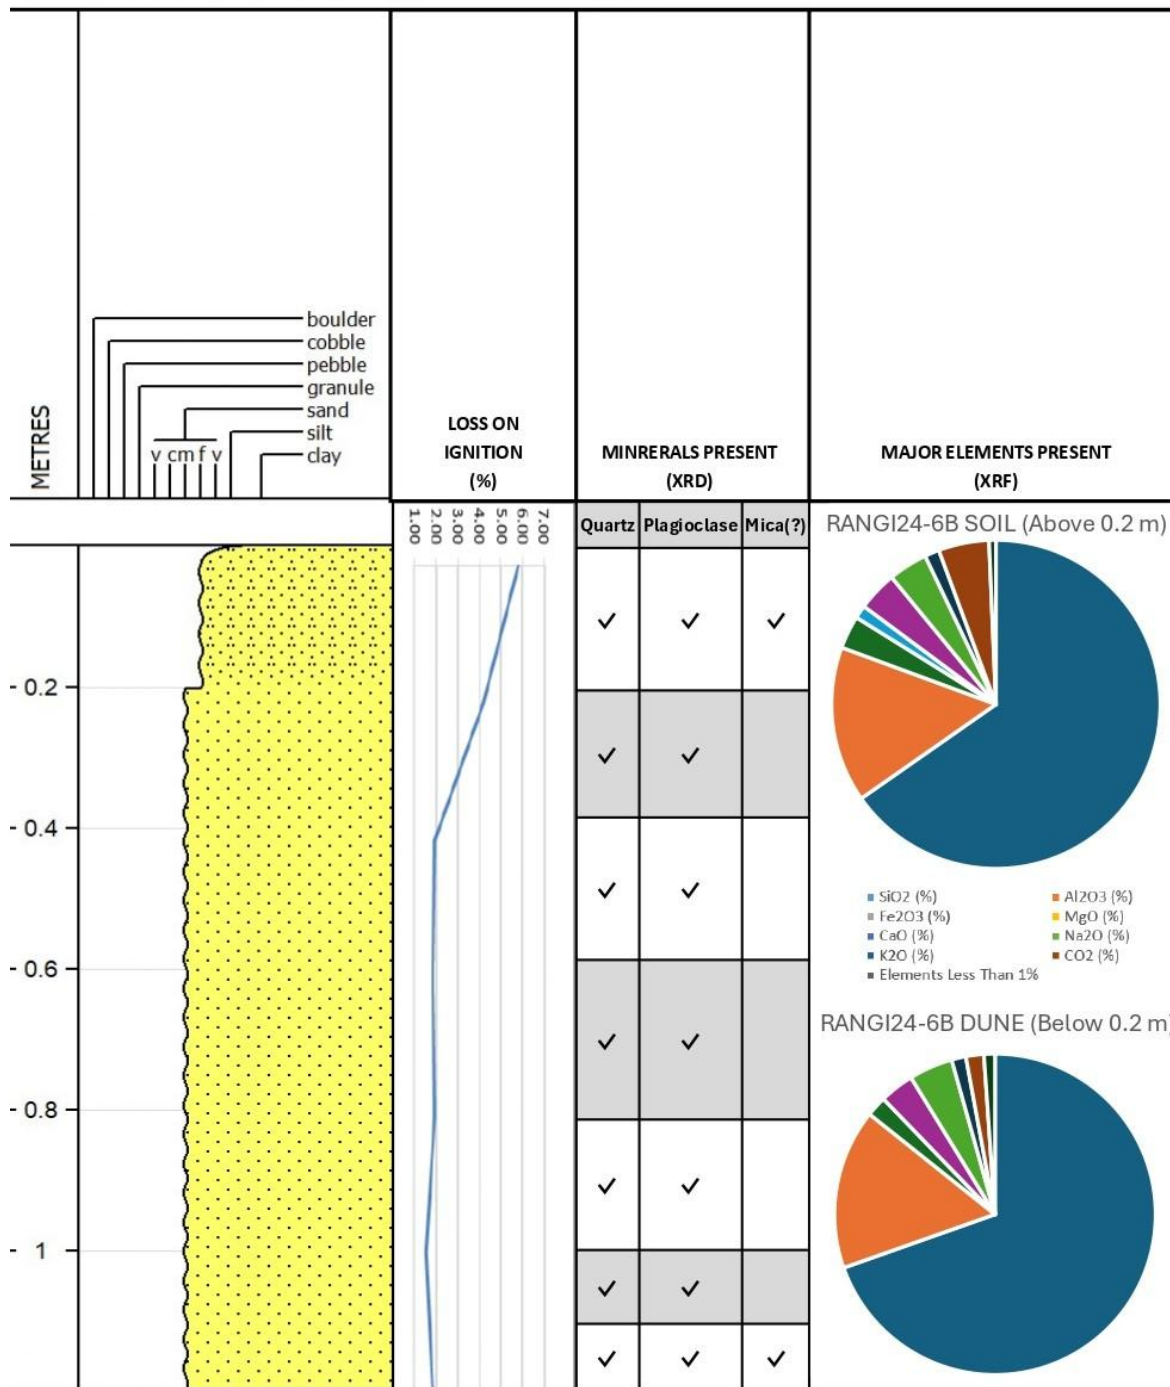 METRES
boulder
cobble
pebble
granule
sand
silt
v cm f v
clay
LOSS ON
IGNITION
(%)
MINRERALS PRESENT
(XRD)
MAJOR ELEMENTS PRESENT
(XRF)
1.00
2.00
3.00
4.00
5.00
6.00
7.00
Quartz Plagioclase Mica(?)
RANGI24-6B SOIL (Above 0.2 m)
0.2
0.4
0.6
0.8
1
SiO2 (%) Al2O3 (%)
Fe2O3 (%) MgO (%)
CaO (%) Na2O (%)
K2O (%) CO2 (%)
Elements Less Than 1%
RANGI24-6B DUNE (Below 0.2 m)